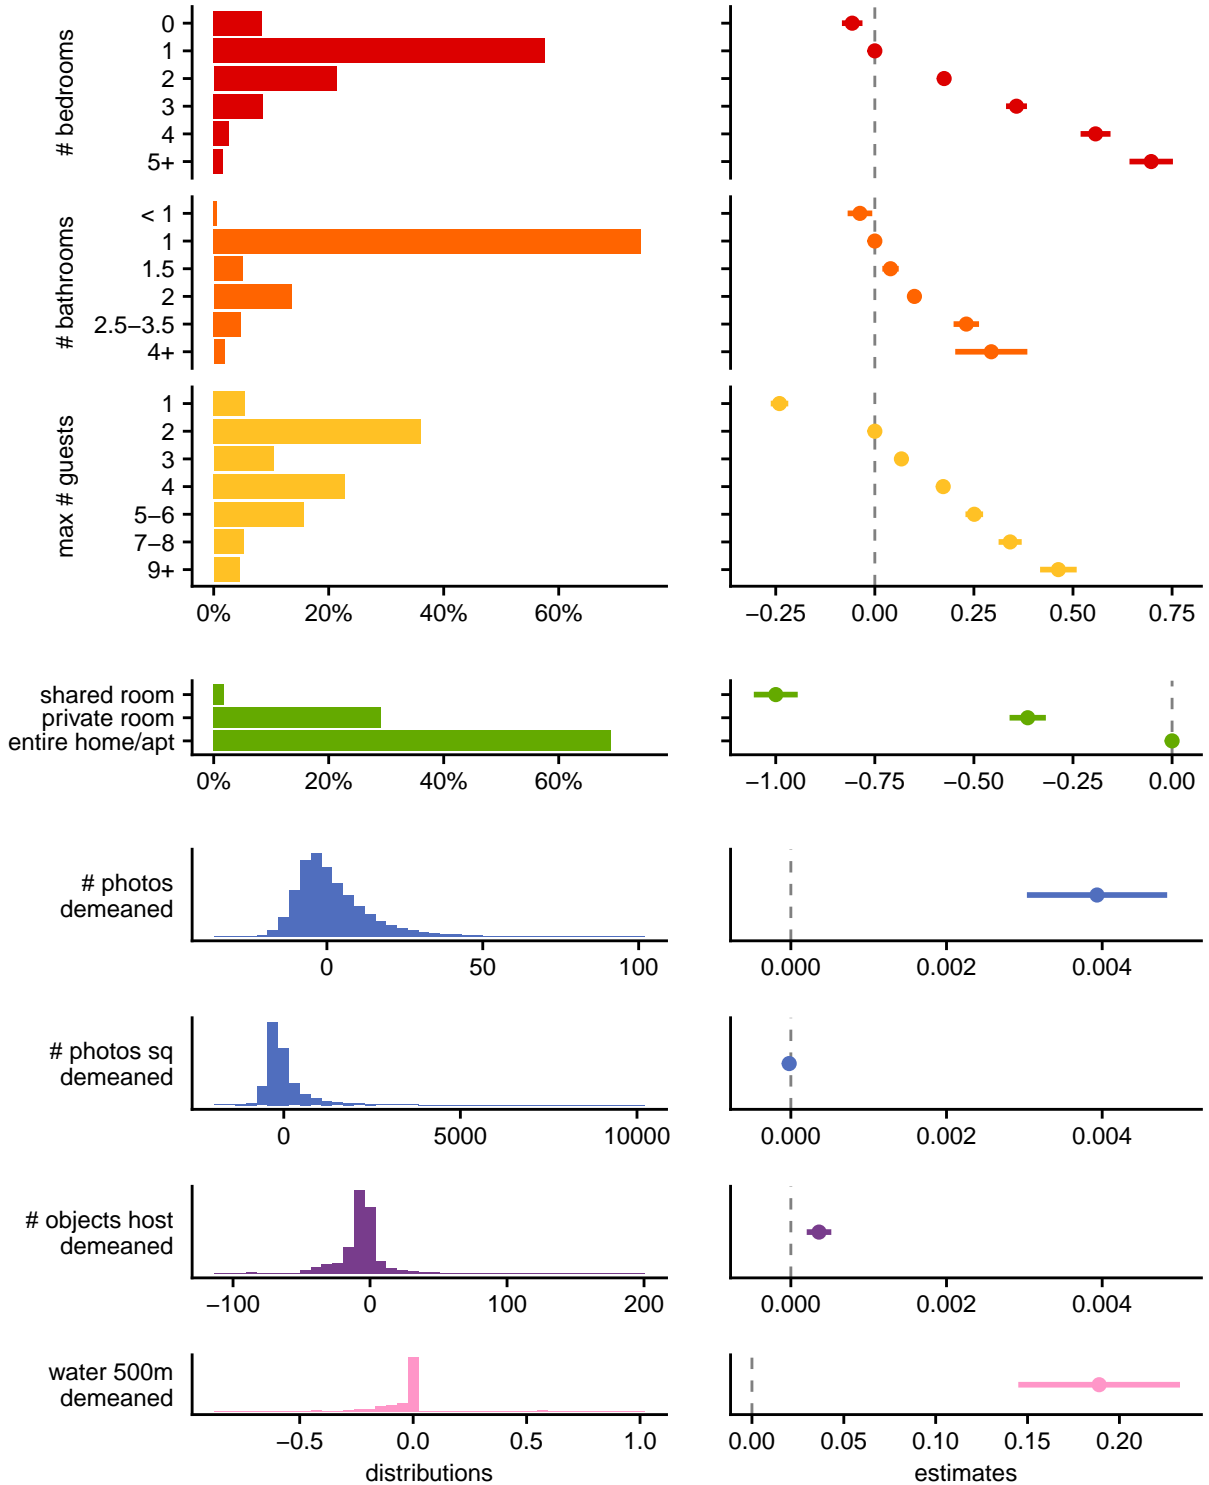 # bedrooms
0
1
2
3
4
5+
# bathrooms
< 1
1
1.5
2
2.5−3.5
4+
max # guests
1
2
3
4
5−6
7−8
9+
0% 20% 40% 60%
−0.25 0.00 0.25 0.50 0.75
shared room
private room
entire home/apt
0% 20% 40% 60%
−1.00 −0.75 −0.50 −0.25 0.00
# photos
demeaned
0 50 100
0.000 0.002 0.004
# photos sq
demeaned
0 5000 10000
0.000 0.002 0.004
# objects host
demeaned
−100 0 100 200
0.000 0.002 0.004
water 500m
demeaned
−0.5 0.0 0.5 1.0
0.00 0.05 0.10 0.15 0.20
distributions
estimates